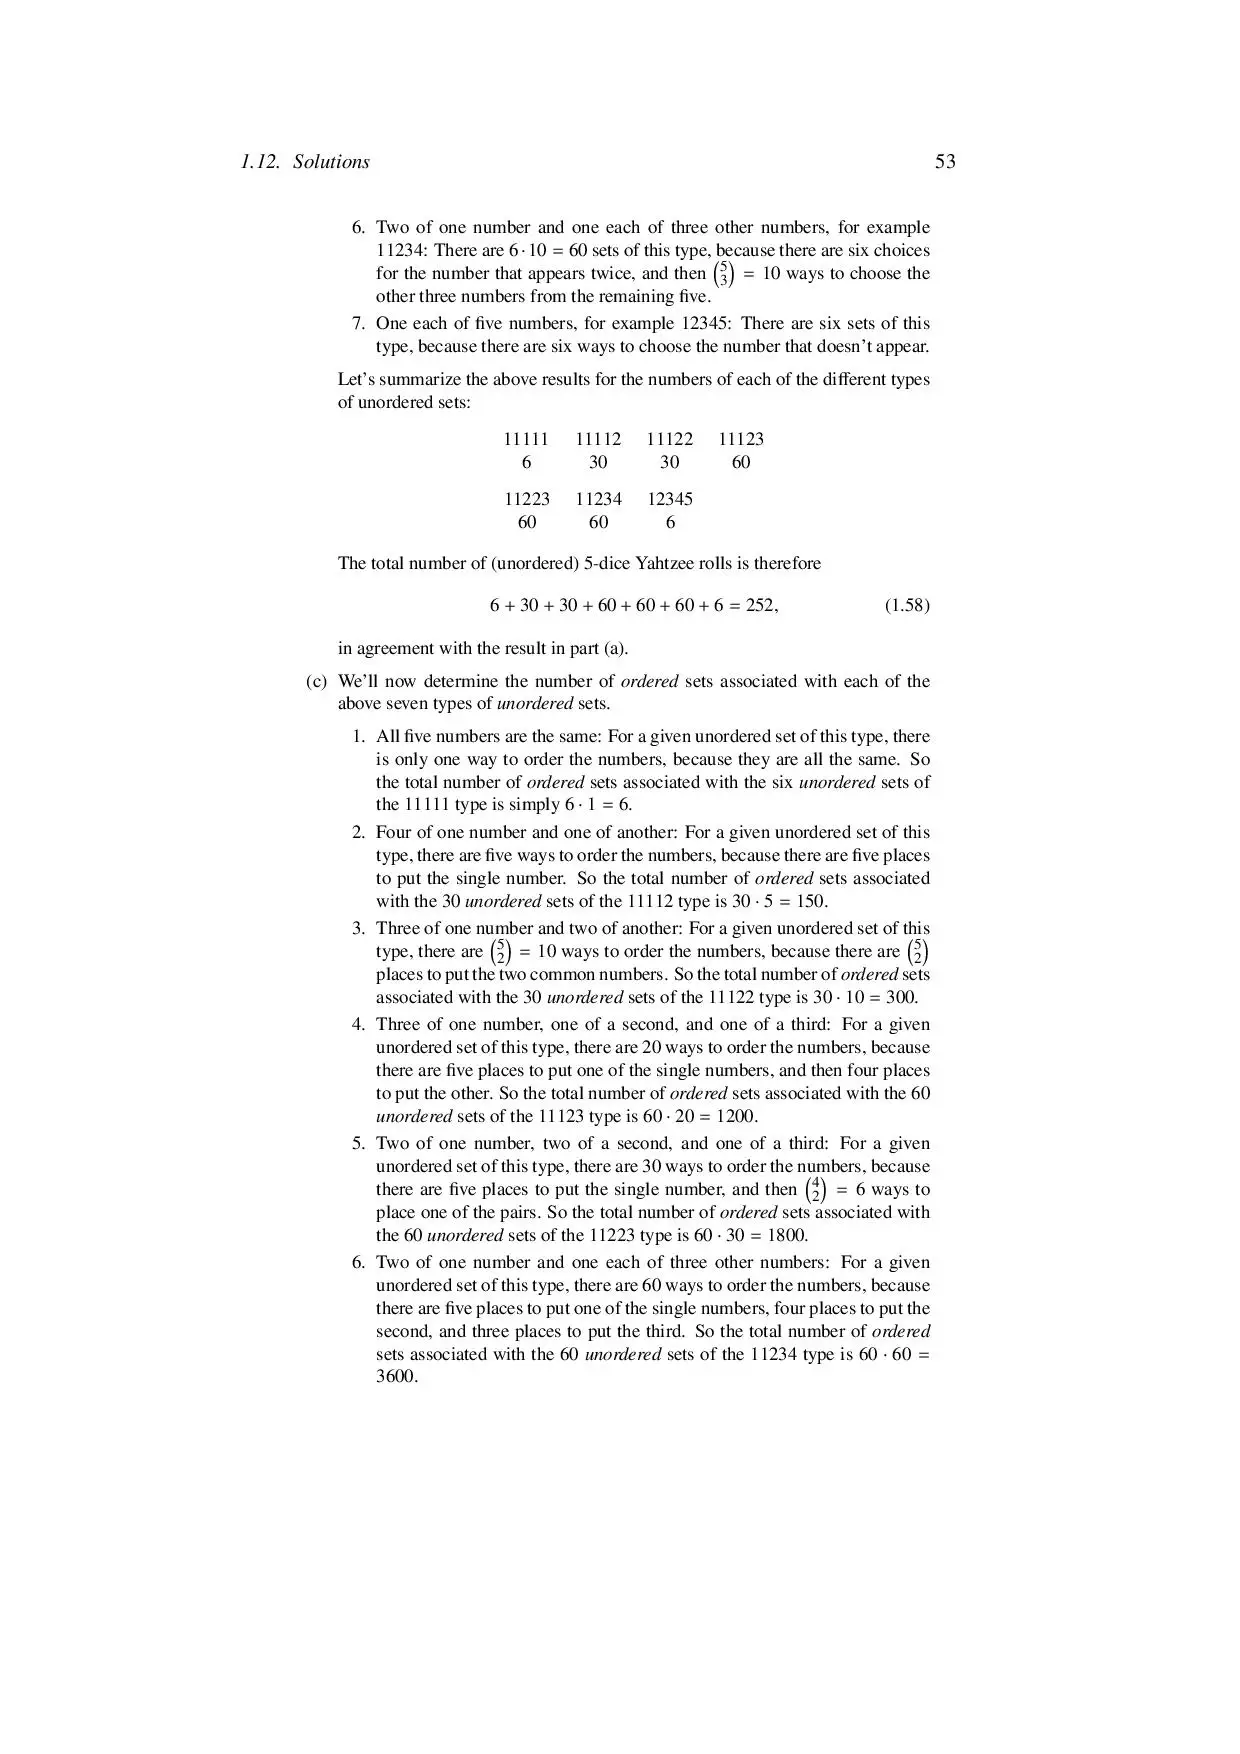 1.12. Solutions 53
6. Two of one number and one each of three other numbers, for example
11234: There are 6 · 10 = 60 sets of this type, because there are six choices
for the number that appears twice, and then (5 3) = 10 ways to choose the
other three numbers from the remaining five.
7. One each of five numbers, for example 12345: There are six sets of this
type, because there are six ways to choose the number that doesn’t appear.
Let’s summarize the above results for the numbers of each of the different types
of unordered sets:
11111 11112 11122 11123
6 30 30 60
11223 11234 12345
60 60 6
The total number of (unordered) 5-dice Yahtzee rolls is therefore
6 + 30 + 30 + 60 + 60 + 60 + 6 = 252, (1.58)
in agreement with the result in part (a).
(c) We’ll now determine the number of ordered sets associated with each of the
above seven types of unordered sets.
1. All five numbers are the same: For a given unordered set of this type, there
is only one way to order the numbers, because they are all the same. So
the total number of ordered sets associated with the six unordered sets of
the 11111 type is simply 6 · 1 = 6.
2. Four of one number and one of another: For a given unordered set of this
type, there are five ways to order the numbers, because there are five places
to put the single number. So the total number of ordered sets associated
with the 30 unordered sets of the 11112 type is 30 · 5 = 150.
3. Three of one number and two of another: For a given unordered set of this
type, there are (5 2) = 10 ways to order the numbers, because there are (5 2)
places to put the two common numbers. So the total number of ordered sets
associated with the 30 unordered sets of the 11122 type is 30 · 10 = 300.
4. Three of one number, one of a second, and one of a third: For a given
unordered set of this type, there are 20 ways to order the numbers, because
there are five places to put one of the single numbers, and then four places
to put the other. So the total number of ordered sets associated with the 60
unordered sets of the 11123 type is 60 · 20 = 1200.
5. Two of one number, two of a second, and one of a third: For a given
unordered set of this type, there are 30 ways to order the numbers, because
there are five places to put the single number, and then (4 2) = 6 ways to
place one of the pairs. So the total number of ordered sets associated with
the 60 unordered sets of the 11223 type is 60 · 30 = 1800.
6. Two of one number and one each of three other numbers: For a given
unordered set of this type, there are 60 ways to order the numbers, because
there are five places to put one of the single numbers, four places to put the
second, and three places to put the third. So the total number of ordered
sets associated with the 60 unordered sets of the 11234 type is 60 · 60 =
3600.